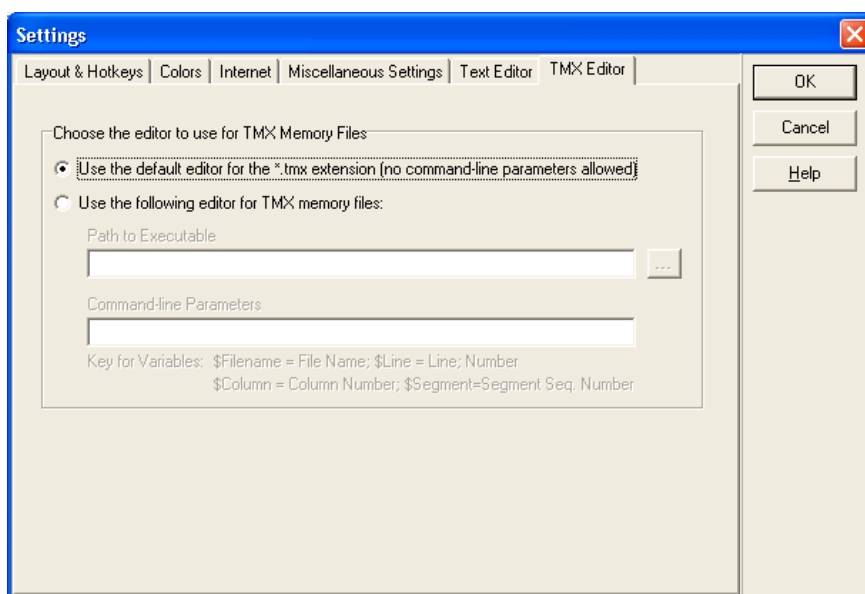 Settings
Layout & Hotkeys Colors Internet Miscellaneous Settings Text Editor TMX Editor
OK
Cancel
Help
Choose the editor to use for TMX Memory Files
Use the default editor for the *.tmx extension (no command-line parameters allowed)
Use the following editor for TMX memory files:
Path to Executable
...
Command-line Parameters
Key for Variables: $Filename = File Name; $Line = Line; Number
$Column = Column Number; $Segment=Segment Seq. Number